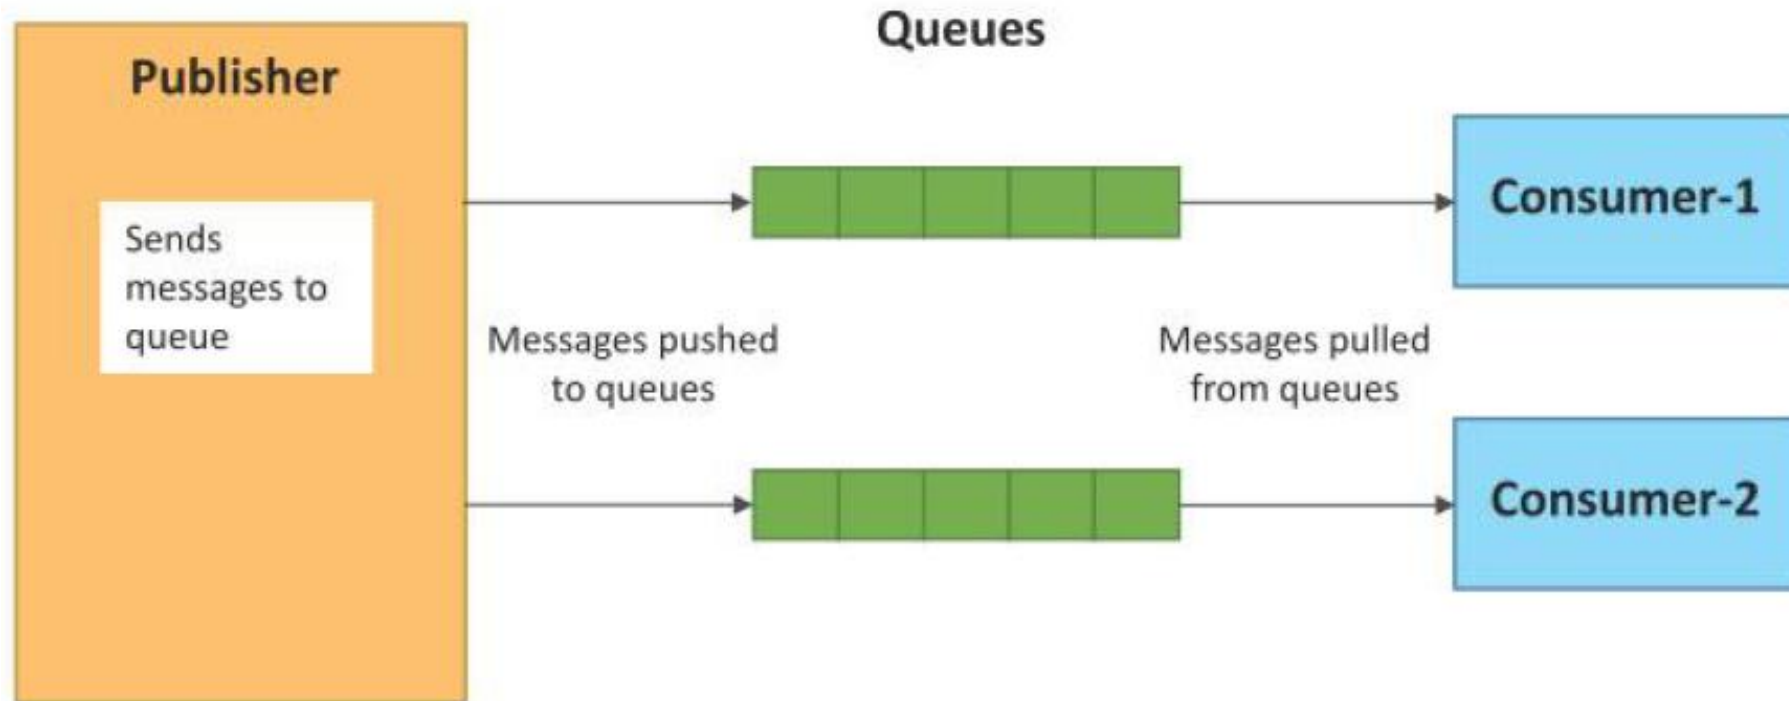 Queues
Publisher
Sends
messages to
queue
Messages pushed
to queues
Messages pulled
from queues
Consumer-1
Consumer-2